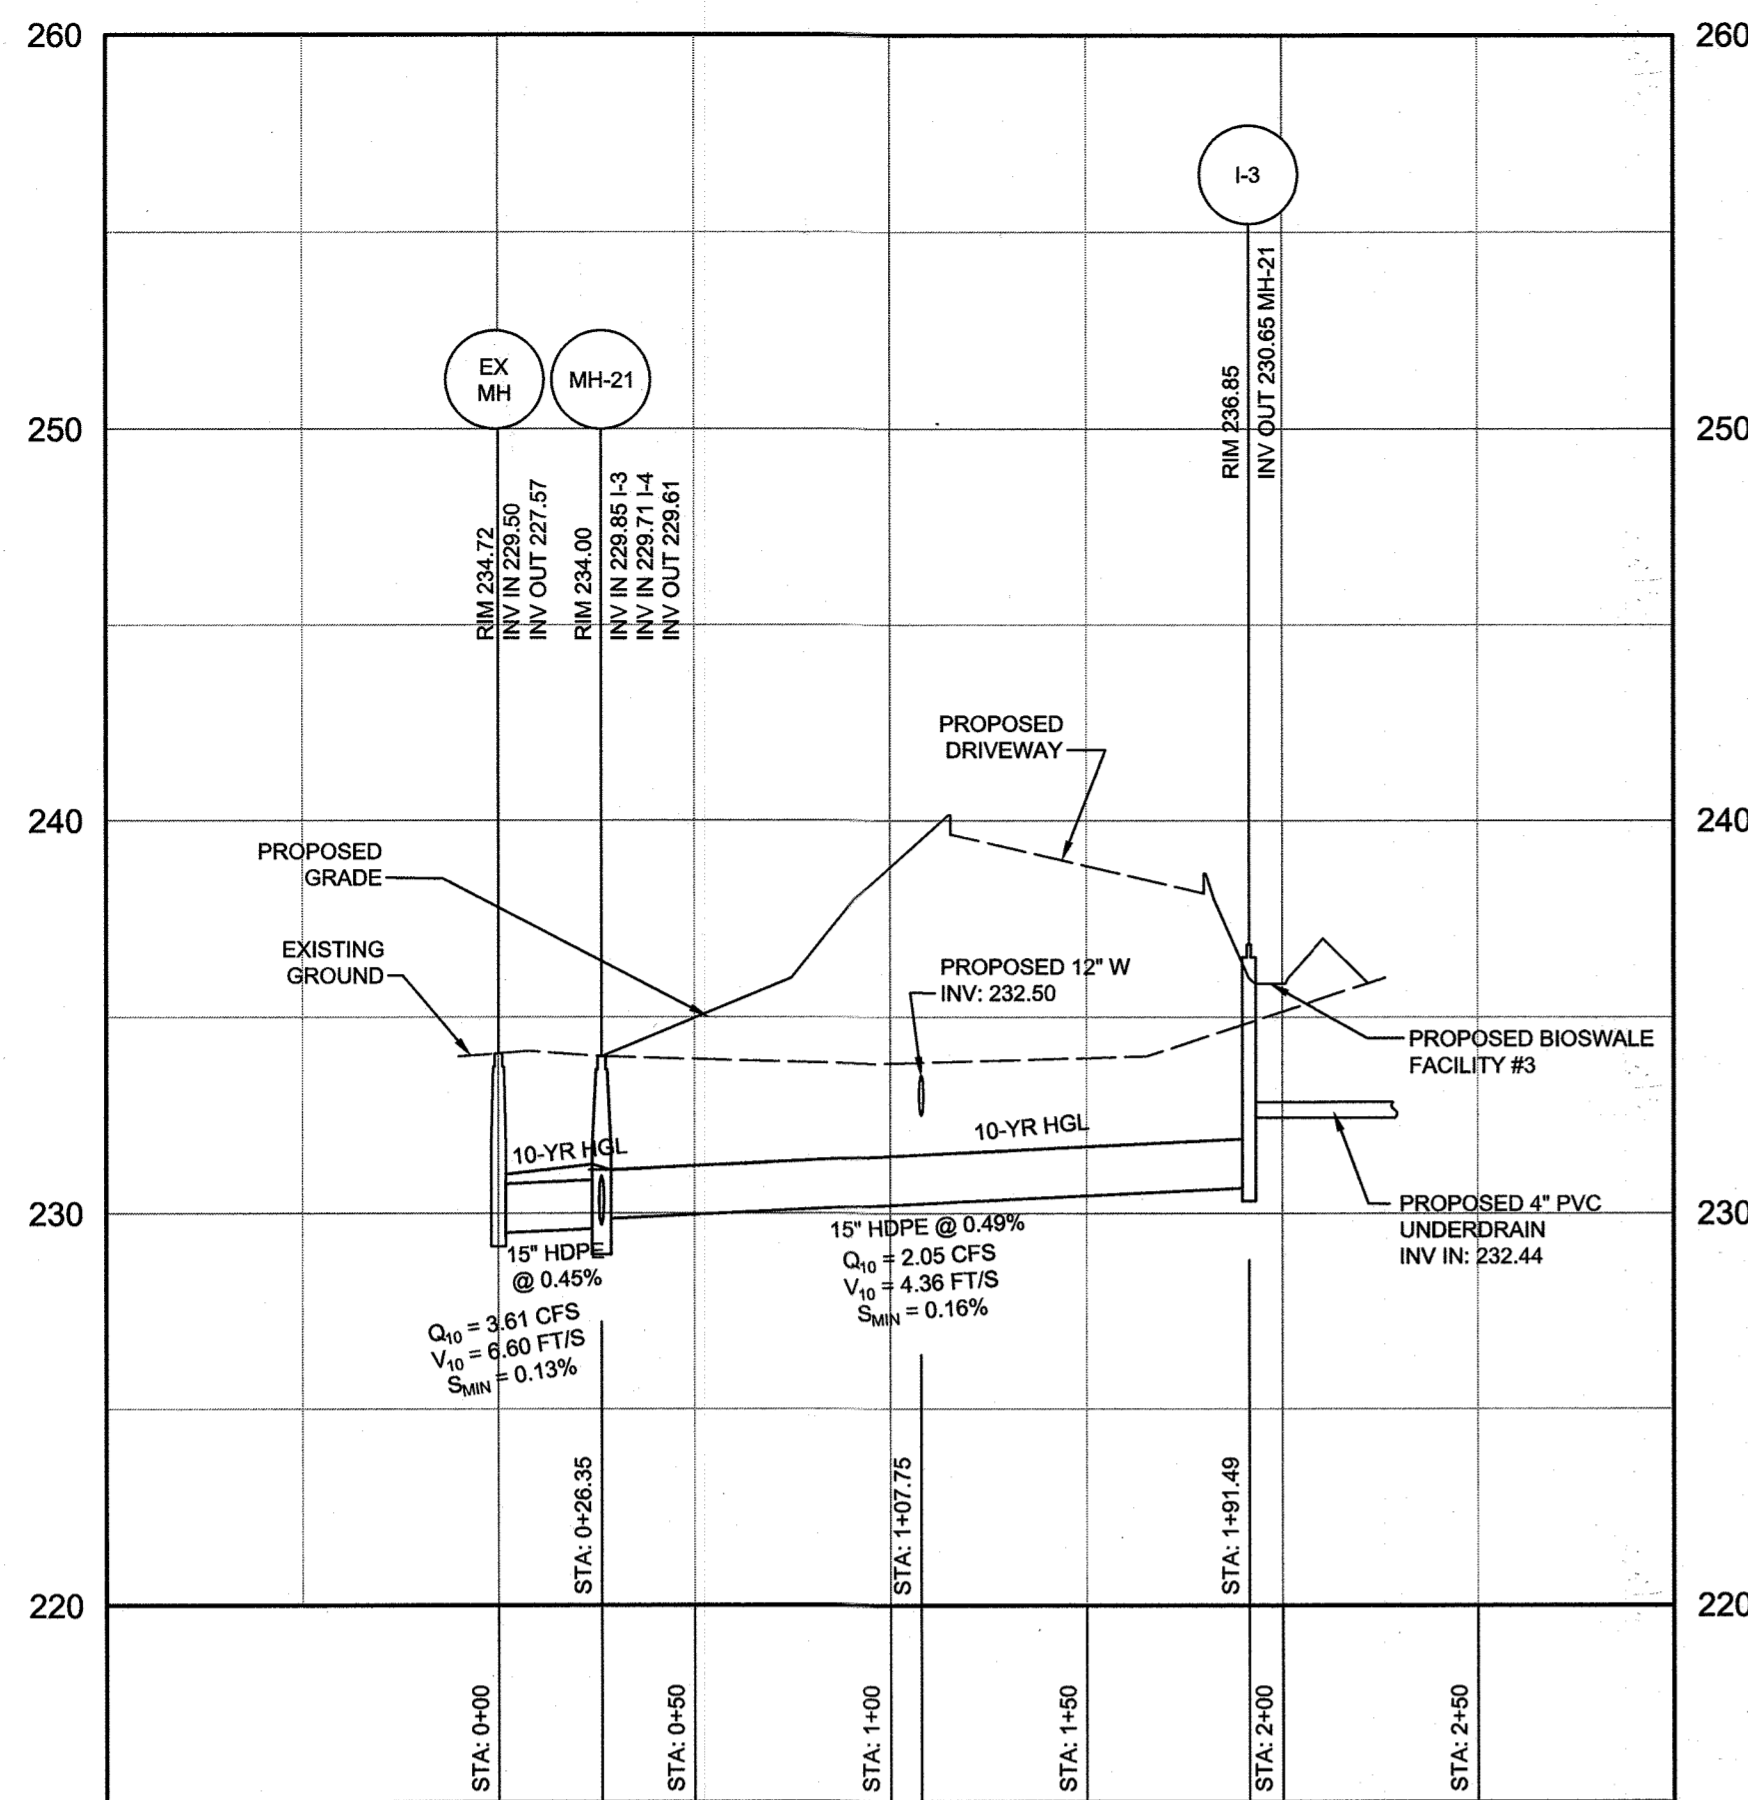 260
260
I-3
RIM 236.85
INV OUT 230.65 MH-21
EX
MH
MH-21
250
250
RIM 234.72
INV IN 229.50
INV OUT 227.57
RIM 234.00
INV IN 229.85 I-3
INV IN 229.71 I-4
INV OUT 229.61
PROPOSED
DRIVEWAY
240
240
PROPOSED
GRADE
EXISTING
GROUND
PROPOSED 12" W
INV: 232.50
PROPOSED BIOSWALE
FACILITY #3
10-YR HGL
10-YR HGL
230
230
PROPOSED 4" PVC
UNDERDRAIN
INV IN: 232.44
15" HDPE
@ 0.45%
Q10 = 3.61 CFS
V10 = 6.60 FT/S
SMIN = 0.13%
15" HDPE @ 0.49%
Q10 = 2.05 CFS
V10 = 4.36 FT/S
SMIN = 0.16%
STA: 0+26.35
STA: 1+07.75
STA: 1+91.49
220
220
STA: 0+00
STA: 0+50
STA: 1+00
STA: 1+50
STA: 2+00
STA: 2+50